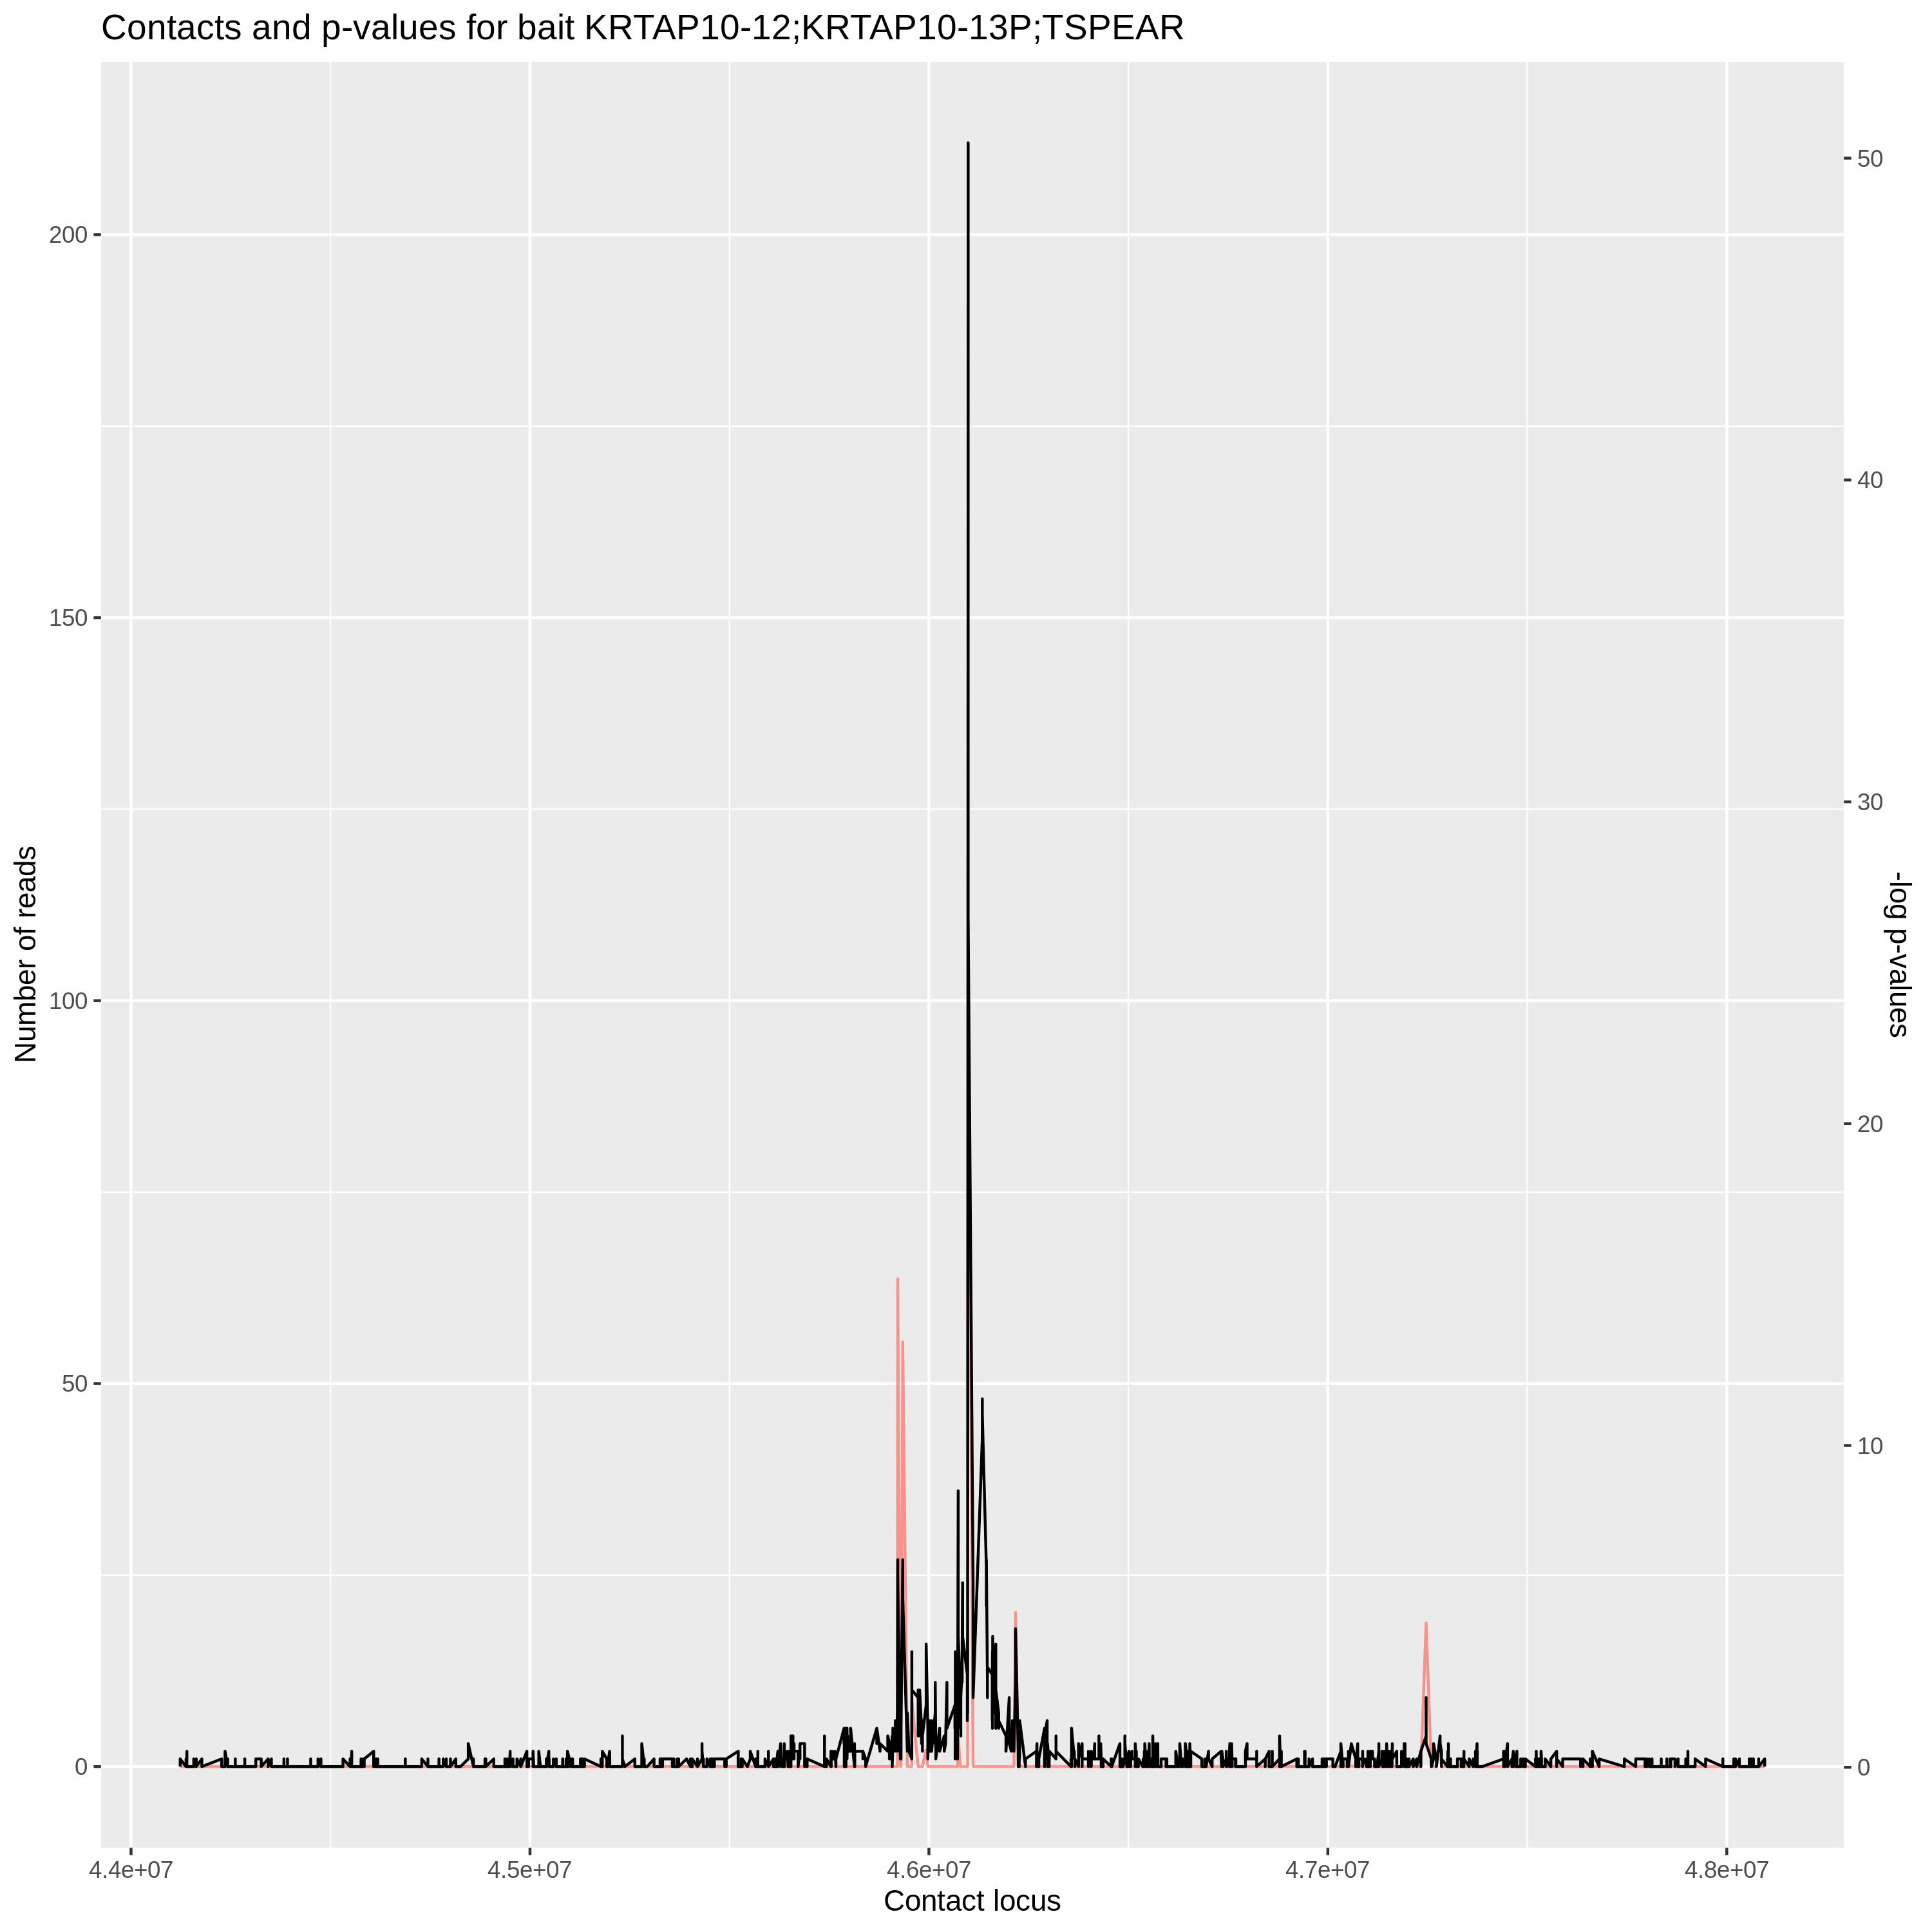 Contacts and p-values for bait KRTAP10-12;KRTAP10-13P;TSPEAR
Number of reads
200
150
100
50
0
50
40
30
20
10
0
-log p-values
4.4e+07
4.5e+07
4.6e+07
4.7e+07
4.8e+07
Contact locus